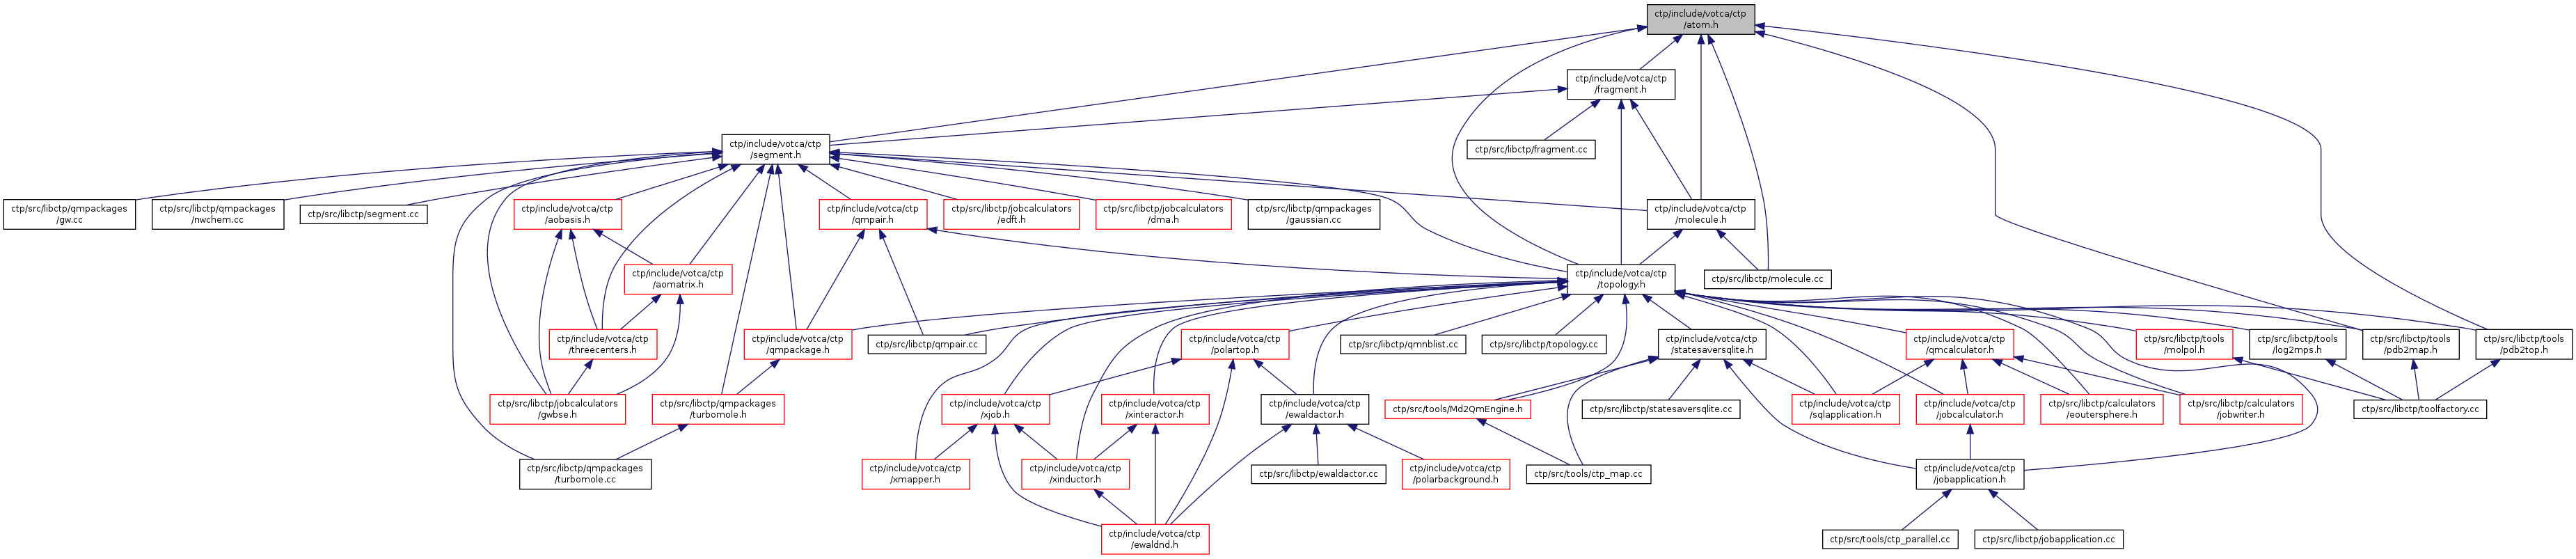 ctp/include/votca/ctp
/atom.h
ctp/include/votca/ctp
/fragment.h
ctp/include/votca/ctp
/segment.h
ctp/src/libctp/fragment.cc
ctp/src/libctp/qmpackages
/gw.cc
ctp/src/libctp/qmpackages
/nwchem.cc
ctp/src/libctp/segment.cc
ctp/include/votca/ctp
/aobasis.h
ctp/include/votca/ctp
/qmpair.h
ctp/src/libctp/jobcalculators
/edft.h
ctp/src/libctp/jobcalculators
/dma.h
ctp/src/libctp/qmpackages
/gaussian.cc
ctp/include/votca/ctp
/molecule.h
ctp/include/votca/ctp
/aomatrix.h
ctp/include/votca/ctp
/topology.h
ctp/src/libctp/molecule.cc
ctp/include/votca/ctp
/threecenters.h
ctp/include/votca/ctp
/qmpackage.h
ctp/src/libctp/qmpair.cc
ctp/include/votca/ctp
/polartop.h
ctp/src/libctp/qmnblist.cc
ctp/src/libctp/topology.cc
ctp/include/votca/ctp
/statesaversqlite.h
ctp/include/votca/ctp
/qmcalculator.h
ctp/src/libctp/tools
/molpol.h
ctp/src/libctp/tools
/log2mps.h
ctp/src/libctp/tools
/pdb2map.h
ctp/src/libctp/tools
/pdb2top.h
ctp/src/libctp/jobcalculators
/gwbse.h
ctp/src/libctp/qmpackages
/turbomole.h
ctp/include/votca/ctp
/xjob.h
ctp/include/votca/ctp
/xinteractor.h
ctp/include/votca/ctp
/ewaldactor.h
ctp/src/tools/Md2QmEngine.h
ctp/src/libctp/statesaversqlite.cc
ctp/include/votca/ctp
/sqlapplication.h
ctp/include/votca/ctp
/jobcalculator.h
ctp/src/libctp/calculators
/eoutersphere.h
ctp/src/libctp/calculators
/jobwriter.h
ctp/src/libctp/toolfactory.cc
ctp/src/libctp/qmpackages
/turbomole.cc
ctp/include/votca/ctp
/xmapper.h
ctp/include/votca/ctp
/xinductor.h
ctp/src/libctp/ewaldactor.cc
ctp/include/votca/ctp
/polarbackground.h
ctp/src/tools/ctp_map.cc
ctp/include/votca/ctp
/jobapplication.h
ctp/include/votca/ctp
/ewaldnd.h
ctp/src/tools/ctp_parallel.cc
ctp/src/libctp/jobapplication.cc